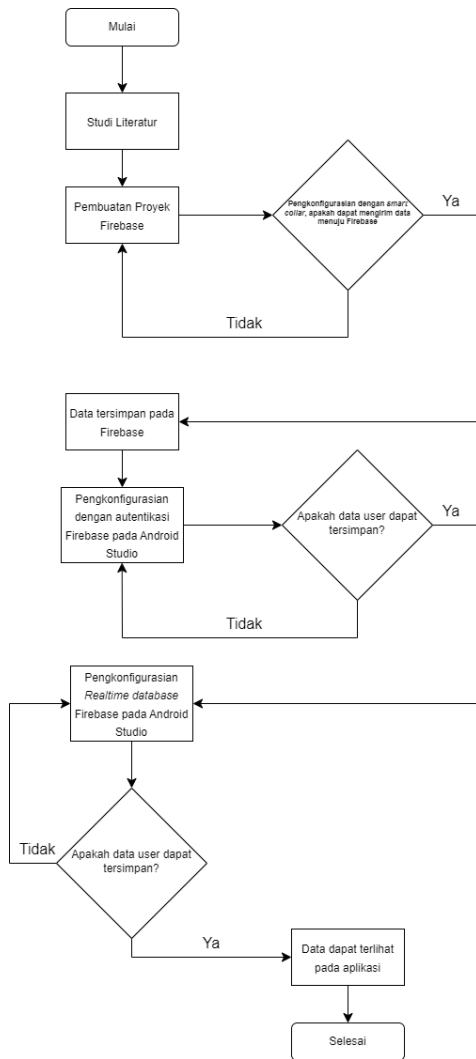 Mulai
Studi Literatur
Pembuatan Proyek
Firebase
Pengkonfigurasian dengan smart
collar, apakah dapat mengirim data
menuju Firebase
Ya
Tidak
Data tersimpan pada
Firebase
Pengkonfigurasian
dengan autentikasi
Firebase pada Android
Studio
Apakah data user dapat
tersimpan?
Ya
Tidak
Pengkonfigurasian
Realtime database
Firebase pada Android
Studio
Tidak
Apakah data user dapat
tersimpan?
Ya
Data dapat terlihat
pada aplikasi
Selesai